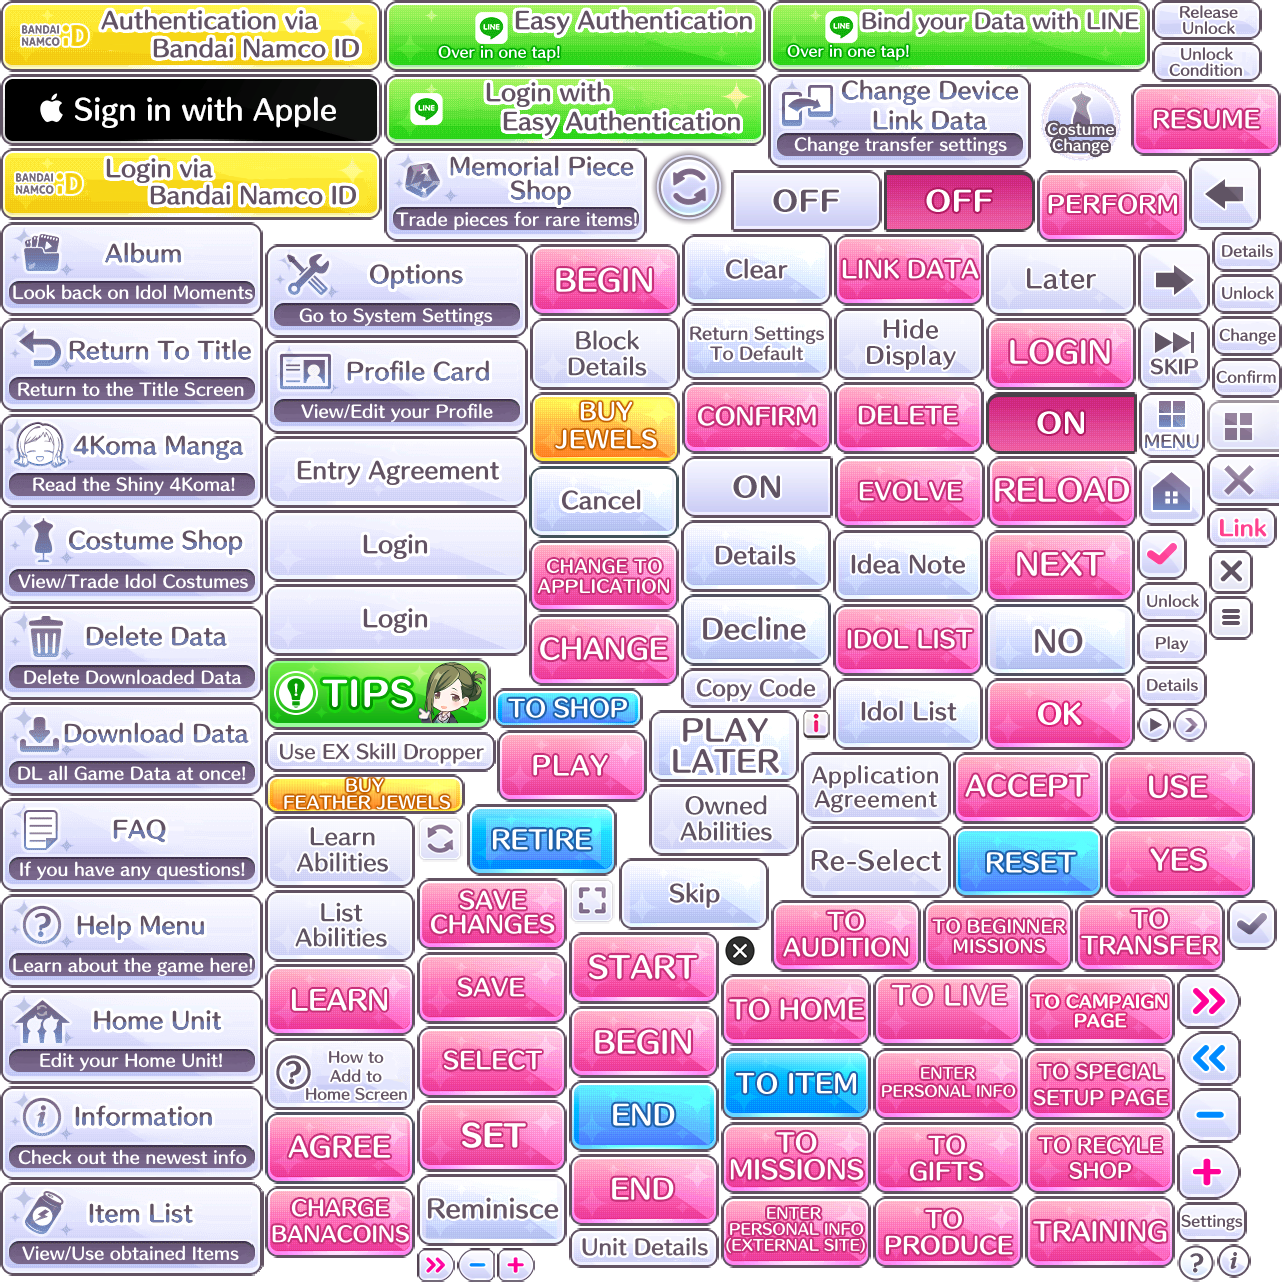 BANDAI
NAMCO iD
Authentication via
Bandai Namco ID
LINE
Easy Authentication
Over in one tap!
LINE
Bind your Data with LINE
Over in one tap!
Release
Unlock
Unlock
Condition
Sign in with Apple
LINE
Login with
Easy Authentication
Change Device
Link Data
Change transfer settings
Costume
Change
RESUME
BANDAI
NAMCO iD
Login via
Bandai Namco ID
Memorial Piece
Shop
Trade pieces for rare items!
OFF
OFF
PERFORM
Album
Look back on Idol Moments
Return To Title
Return to the Title Screen
4Koma Manga
Read the Shiny 4Koma!
Costume Shop
View/Trade Idol Costumes
Delete Data
Delete Downloaded Data
Download Data
DL all Game Data at once!
FAQ
If you have any questions!
Help Menu
Learn about the game here!
Home Unit
Edit your Home Unit!
Information
Check out the newest info
Item List
View/Use obtained Items
Options
Go to System Settings
Profile Card
View/Edit your Profile
Entry Agreement
Login
Login
TIPS
Use EX Skill Dropper
BUY
FEATHER JEWELS
Learn
Abilities
List
Abilities
LEARN
How to
Add to
Home Screen
AGREE
CHARGE
BANACOINS
BEGIN
Block
Details
BUY
JEWELS
Cancel
CHANGE TO
APPLICATION
CHANGE
TO SHOP
PLAY
RETIRE
SAVE
CHANGES
SAVE
SELECT
SET
Reminisce
Clear
Return Settings
To Default
CONFIRM
ON
Details
Decline
Copy Code
PLAY
LATER
Owned
Abilities
Skip
START
BEGIN
END
END
Unit Details
LINK DATA
Hide
Display
DELETE
EVOLVE
Idea Note
IDOL LIST
Idol List
Application
Agreement
Re-Select
TO
AUDITION
TO HOME
TO ITEM
TO
MISSIONS
ENTER
PERSONAL INFO
(EXTERNAL SITE)
Later
LOGIN
ON
RELOAD
NEXT
NO
OK
ACCEPT
RESET
TO BEGINNER
MISSIONS
TO LIVE
ENTER
PERSONAL INFO
TO
GIFTS
TO
PRODUCE
SKIP
MENU
Unlock
Play
Details
USE
YES
TO
TRANSFER
TO CAMPAIGN
PAGE
TO SPECIAL
SETUP PAGE
TO RECYLE
SHOP
TRAINING
Details
Unlock
Change
Confirm
Link
Settings